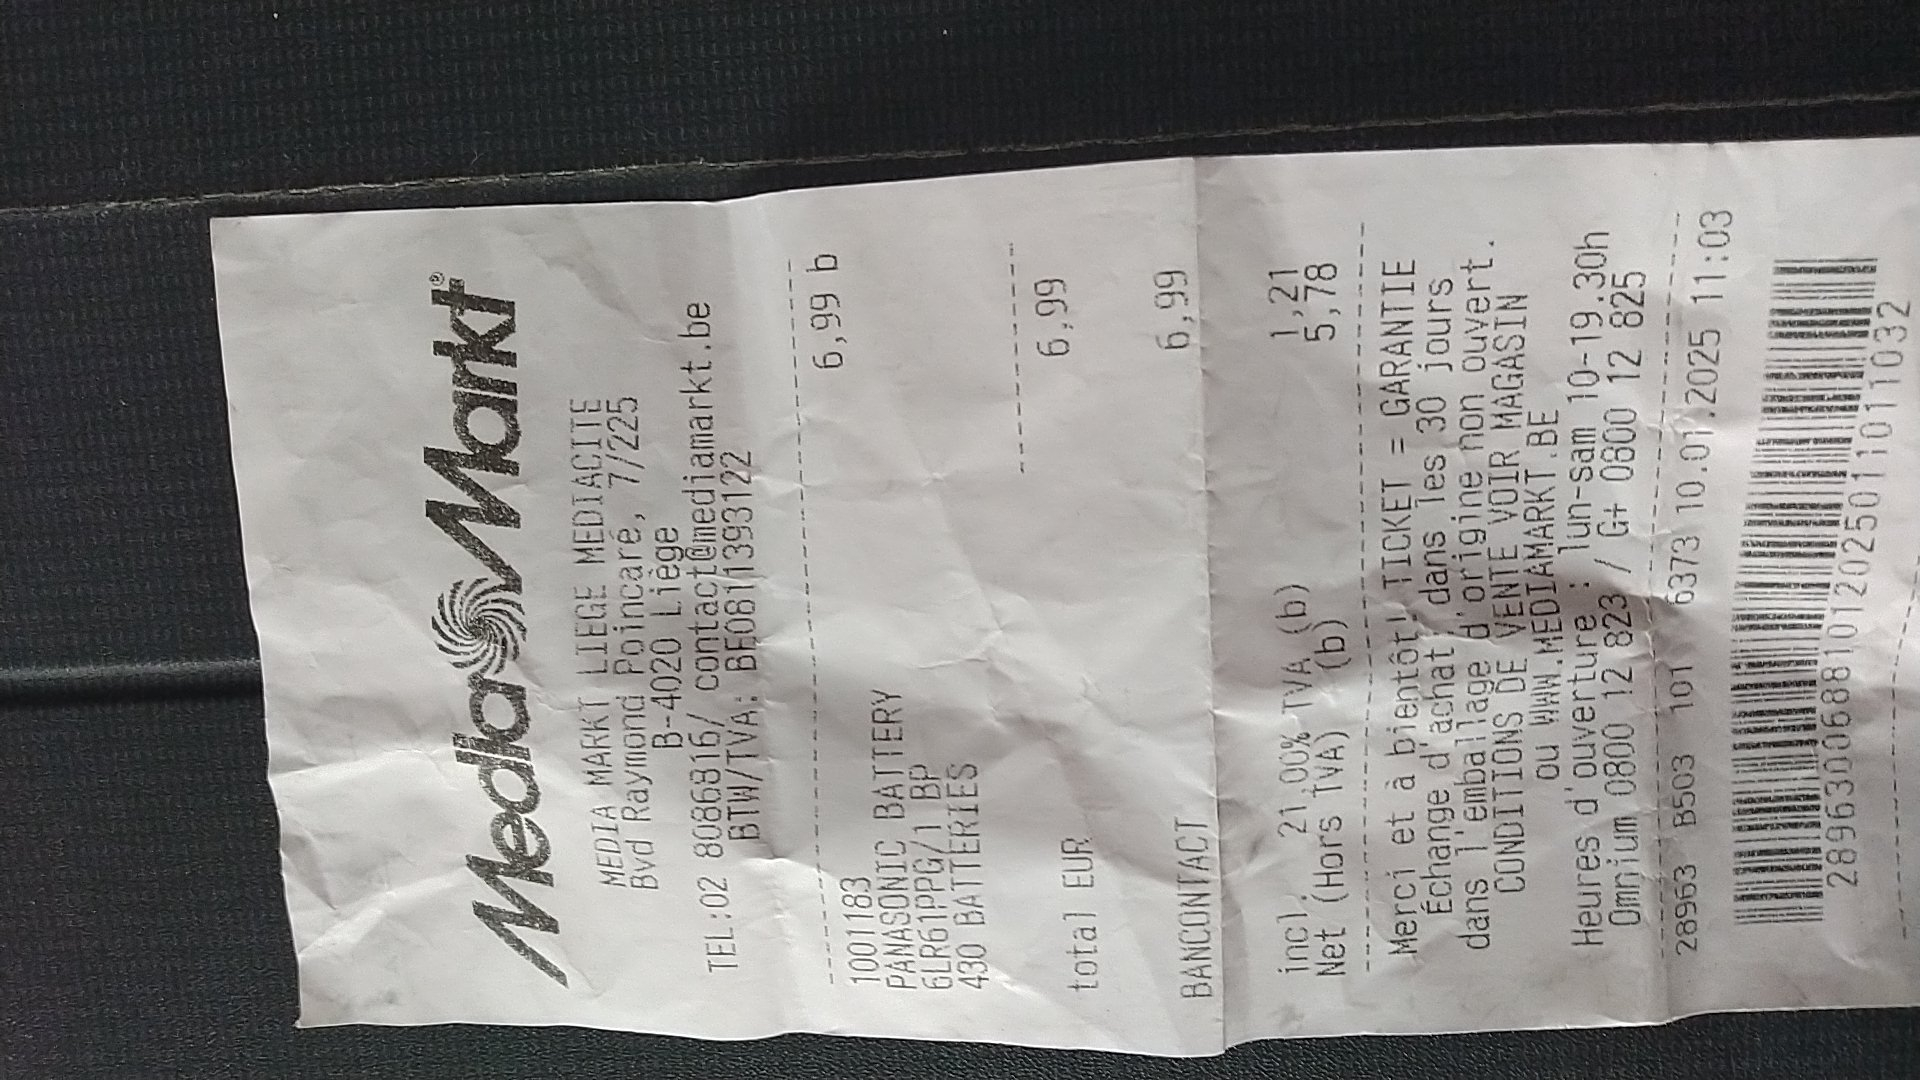 Media Markt®
MEDIA MARKT LIEGE MEDIACITE
Bvd Raymond Poincaré, 7/225
B-4020 Liège
TEL:02 8086816/ contact@mediamarkt.be
BTW/TVA: BE0811393122
1001183 6,99 b
PANASONIC BATTERY
6LR61PPG/1 BP
430 BATTERIES
total EUR 6,99
BANCONTACT 6,99
incl. 21,00% TVA (b) 1,21
Net (Hors TVA) (b) 5,78
Merci et à bientôt! TICKET = GARANTIE
Échange d'achat dans les 30 jours
dans l'emballage d'origine non ouvert.
CONDITIONS DE VENTE VOIR MAGASIN
ou WWW.MEDIAMARKT.BE
Heures d'ouverture : lun-sam 10-19.30h
Omnium 0800 12 823 / G+ 0800 12 825
28963 B503 101 6373 10.01.2025 11:03